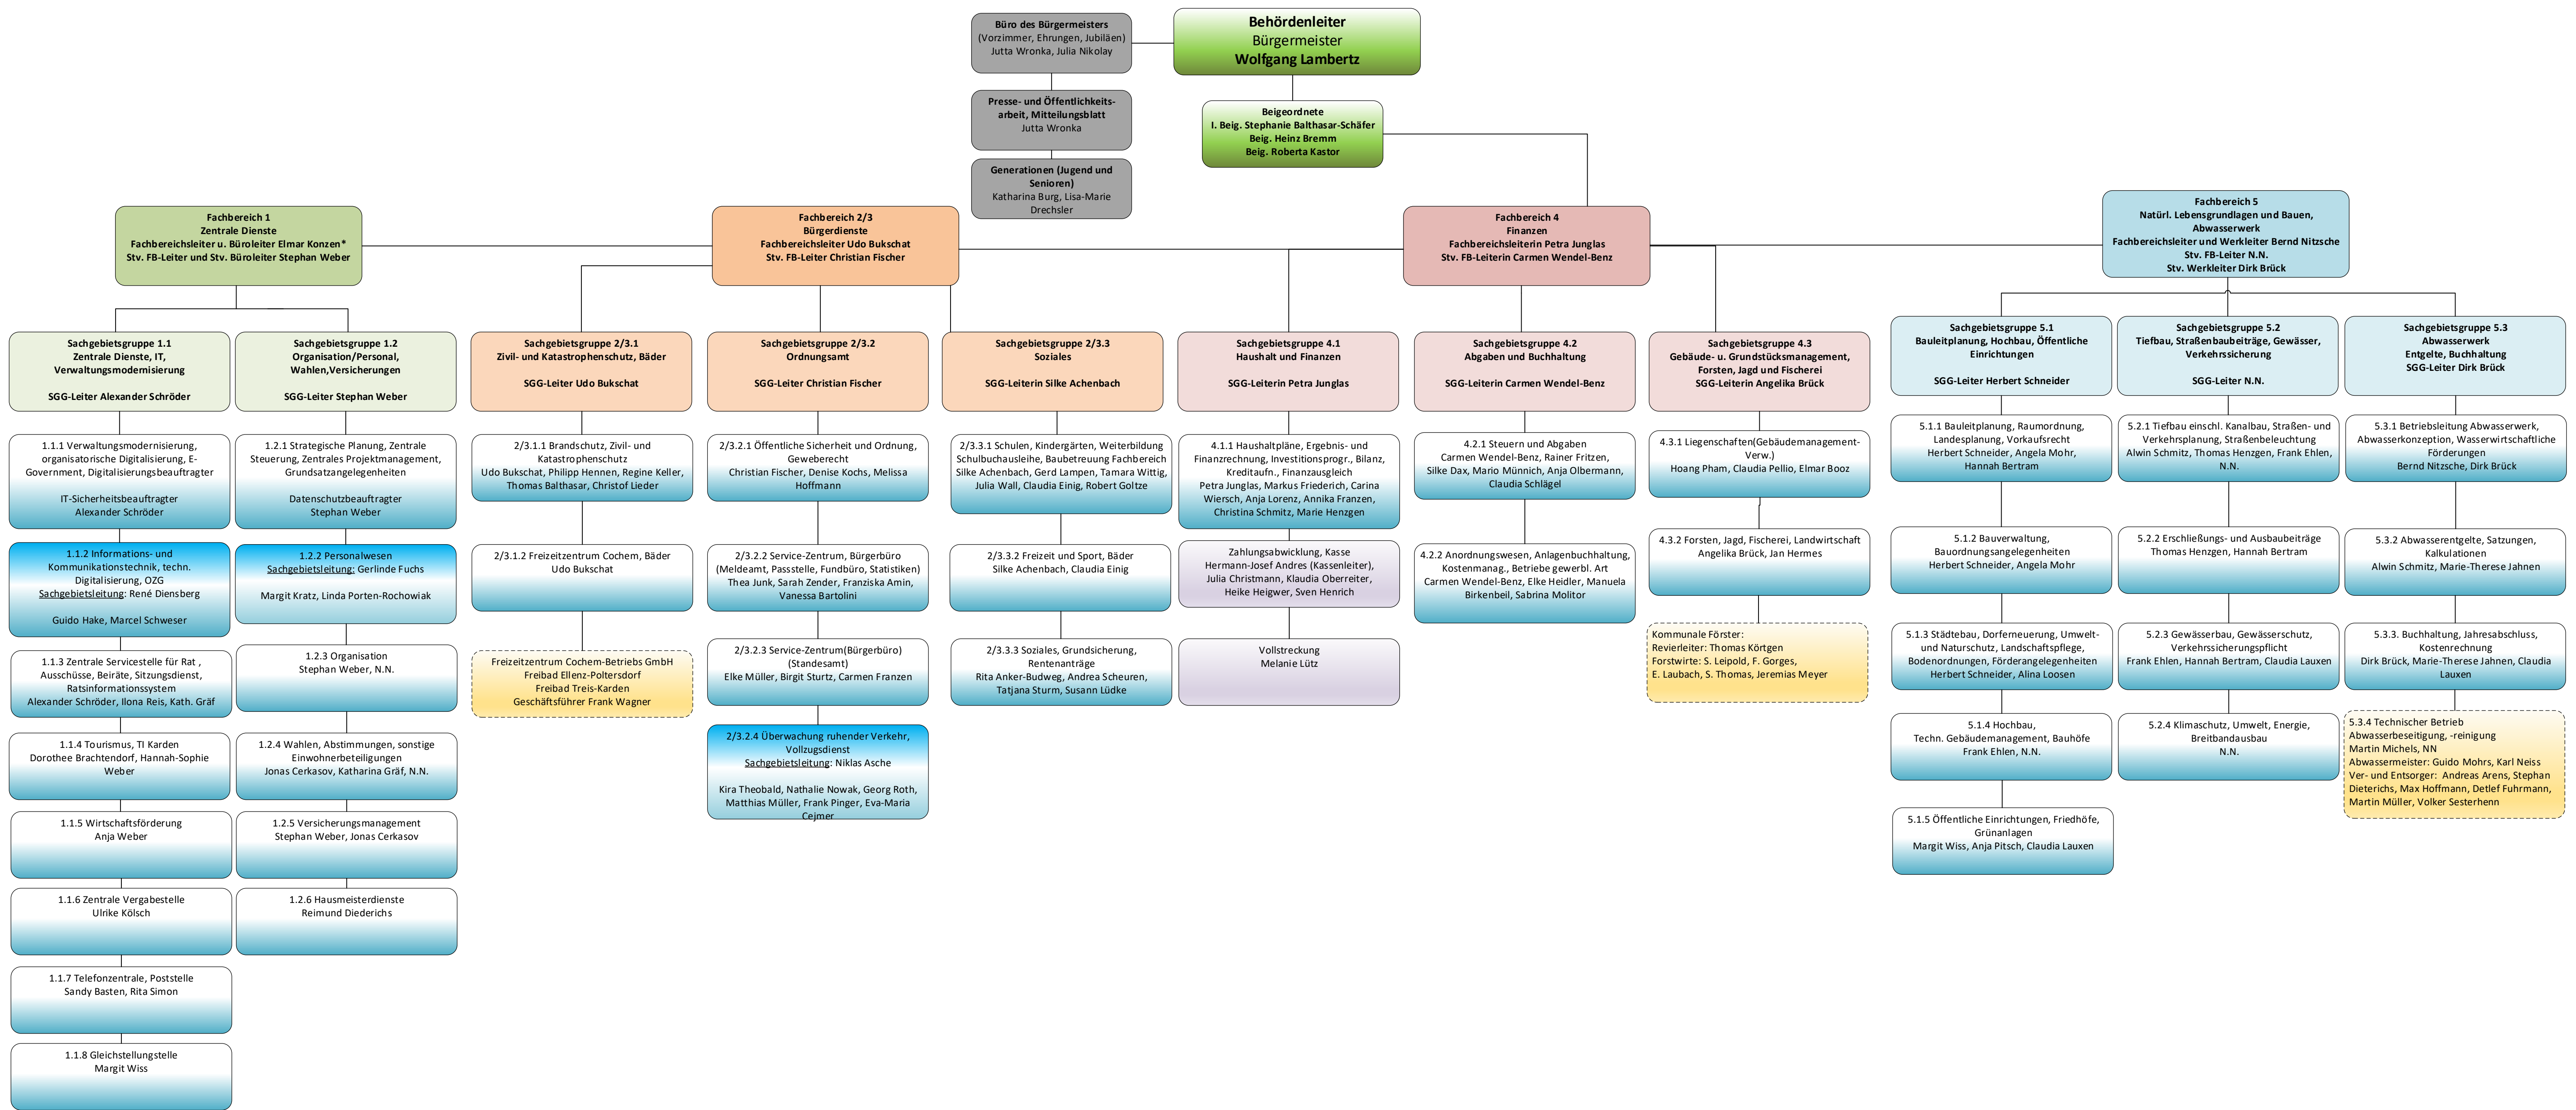 Behördenleiter
Bürgermeister
Wolfgang Lambertz
Büro des Bürgermeisters
(Vorzimmer, Ehrungen, Jubiläen)
Jutta Wronka, Julia Nikolay
Presse- und Öffentlichkeits-
arbeit, Mitteilungsblatt
Jutta Wronka
Generationen (Jugend und
Senioren)
Katharina Burg, Lisa-Marie
Drechsler
Beigeordnete
I. Beig. Stephanie Balthasar-Schäfer
Beig. Heinz Bremm
Beig. Roberta Kastor
Fachbereich 1
Zentrale Dienste
Fachbereichsleiter u. Büroleiter Elmar Konzen*
Stv. FB-Leiter und Stv. Büroleiter Stephan Weber
Fachbereich 2/3
Bürgerdienste
Fachbereichsleiter Udo Bukschat
Stv. FB-Leiter Christian Fischer
Fachbereich 4
Finanzen
Fachbereichsleiterin Petra Junglas
Stv. FB-Leiterin Carmen Wendel-Benz
Fachbereich 5
Natürl. Lebensgrundlagen und Bauen,
Abwasserwerk
Fachbereichsleiter und Werkleiter Bernd Nitzsche
Stv. FB-Leiter N.N.
Stv. Werkleiter Dirk Brück
Sachgebietsgruppe 1.1
Zentrale Dienste, IT,
Verwaltungsmodernisierung
SGG-Leiter Alexander Schröder
1.1.1 Verwaltungsmodernisierung,
organisatorische Digitalisierung, E-
Government, Digitalisierungsbeauftragter
IT-Sicherheitsbeauftragter
Alexander Schröder
1.1.2 Informations- und
Kommunikationstechnik, techn.
Digitalisierung, OZG
Sachgebietsleitung: René Diensberg
Guido Hake, Marcel Schweser
1.1.3 Zentrale Servicestelle für Rat ,
Ausschüsse, Beiräte, Sitzungsdienst,
Ratsinformationssystem
Alexander Schröder, Ilona Reis, Kath. Gräf
1.1.4 Tourismus, TI Karden
Dorothee Brachtendorf, Hannah-Sophie
Weber
1.1.5 Wirtschaftsförderung
Anja Weber
1.1.6 Zentrale Vergabestelle
Ulrike Kölsch
1.1.7 Telefonzentrale, Poststelle
Sandy Basten, Rita Simon
1.1.8 Gleichstellungstelle
Margit Wiss
Sachgebietsgruppe 1.2
Organisation/Personal,
Wahlen,Versicherungen
SGG-Leiter Stephan Weber
1.2.1 Strategische Planung, Zentrale
Steuerung, Zentrales Projektmanagement,
Grundsatzangelegenheiten
Datenschutzbeauftragter
Stephan Weber
1.2.2 Personalwesen
Sachgebietsleitung: Gerlinde Fuchs
Margit Kratz, Linda Porten-Rochowiak
1.2.3 Organisation
Stephan Weber, N.N.
1.2.4 Wahlen, Abstimmungen, sonstige
Einwohnerbeteiligungen
Jonas Cerkasov, Katharina Gräf, N.N.
1.2.5 Versicherungsmanagement
Stephan Weber, Jonas Cerkasov
1.2.6 Hausmeisterdienste
Reimund Diederichs
Sachgebietsgruppe 2/3.1
Zivil- und Katastrophenschutz, Bäder
SGG-Leiter Udo Bukschat
2/3.1.1 Brandschutz, Zivil- und
Katastrophenschutz
Udo Bukschat, Philipp Hennen, Regine Keller,
Thomas Balthasar, Christof Lieder
2/3.1.2 Freizeitzentrum Cochem, Bäder
Udo Bukschat
Freizeitzentrum Cochem-Betriebs GmbH
Freibad Ellenz-Poltersdorf
Freibad Treis-Karden
Geschäftsführer Frank Wagner
Sachgebietsgruppe 2/3.2
Ordnungsamt
SGG-Leiter Christian Fischer
2/3.2.1 Öffentliche Sicherheit und Ordnung,
Geweberecht
Christian Fischer, Denise Kochs, Melissa
Hoffmann
2/3.2.2 Service-Zentrum, Bürgerbüro
(Meldeamt, Passstelle, Fundbüro, Statistiken)
Thea Junk, Sarah Zender, Franziska Amin,
Vanessa Bartolini
2/3.2.3 Service-Zentrum(Bürgerbüro)
(Standesamt)
Elke Müller, Birgit Sturtz, Carmen Franzen
2/3.2.4 Überwachung ruhender Verkehr,
Vollzugsdienst
Sachgebietsleitung: Niklas Asche
Kira Theobald, Nathalie Nowak, Georg Roth,
Matthias Müller, Frank Pinger, Eva-Maria
Cejmer
Sachgebietsgruppe 2/3.3
Soziales
SGG-Leiterin Silke Achenbach
2/3.3.1 Schulen, Kindergärten, Weiterbildung
Schulbuchausleihe, Baubetreuung Fachbereich
Silke Achenbach, Gerd Lampen, Tamara Wittig,
Julia Wall, Claudia Einig, Robert Goltze
2/3.3.2 Freizeit und Sport, Bäder
Silke Achenbach, Claudia Einig
2/3.3.3 Soziales, Grundsicherung,
Rentenanträge
Rita Anker-Budweg, Andrea Scheuren,
Tatjana Sturm, Susann Lüdke
Sachgebietsgruppe 4.1
Haushalt und Finanzen
SGG-Leiterin Petra Junglas
4.1.1 Haushaltpläne, Ergebnis- und
Finanzrechnung, Investitionsprogr., Bilanz,
Kreditaufn., Finanzausgleich
Petra Junglas, Markus Friederich, Carina
Wiersch, Anja Lorenz, Annika Franzen,
Christina Schmitz, Marie Henzgen
Zahlungsabwicklung, Kasse
Hermann-Josef Andres (Kassenleiter),
Julia Christmann, Klaudia Oberreiter,
Heike Heigwer, Sven Henrich
Vollstreckung
Melanie Lütz
Sachgebietsgruppe 4.2
Abgaben und Buchhaltung
SGG-Leiterin Carmen Wendel-Benz
4.2.1 Steuern und Abgaben
Carmen Wendel-Benz, Rainer Fritzen,
Silke Dax, Mario Münnich, Anja Olbermann,
Claudia Schlägel
4.2.2 Anordnungswesen, Anlagenbuchhaltung,
Kostenmanag., Betriebe gewerbl. Art
Carmen Wendel-Benz, Elke Heidler, Manuela
Birkenbeil, Sabrina Molitor
Sachgebietsgruppe 4.3
Gebäude- u. Grundstücksmanagement,
Forsten, Jagd und Fischerei
SGG-Leiterin Angelika Brück
4.3.1 Liegenschaften(Gebäudemanagement-
Verw.)
Hoang Pham, Claudia Pellio, Elmar Booz
4.3.2 Forsten, Jagd, Fischerei, Landwirtschaft
Angelika Brück, Jan Hermes
Kommunale Förster:
Revierleiter: Thomas Körtgen
Forstwirte: S. Leipold, F. Gorges,
E. Laubach, S. Thomas, Jeremias Meyer
Sachgebietsgruppe 5.1
Bauleitplanung, Hochbau, Öffentliche
Einrichtungen
SGG-Leiter Herbert Schneider
5.1.1 Bauleitplanung, Raumordnung,
Landesplanung, Vorkaufsrecht
Herbert Schneider, Angela Mohr,
Hannah Bertram
5.1.2 Bauverwaltung,
Bauordnungsangelegenheiten
Herbert Schneider, Angela Mohr
5.1.3 Städtebau, Dorferneuerung, Umwelt-
und Naturschutz, Landschaftspflege,
Bodenordnungen, Förderangelegenheiten
Herbert Schneider, Alina Loosen
5.1.4 Hochbau,
Techn. Gebäudemanagement, Bauhöfe
Frank Ehlen, N.N.
5.1.5 Öffentliche Einrichtungen, Friedhöfe,
Grünanlagen
Margit Wiss, Anja Pitsch, Claudia Lauxen
Sachgebietsgruppe 5.2
Tiefbau, Straßenbaubeiträge, Gewässer,
Verkehrssicherung
SGG-Leiter N.N.
5.2.1 Tiefbau einschl. Kanalbau, Straßen- und
Verkehrsplanung, Straßenbeleuchtung
Alwin Schmitz, Thomas Henzgen, Frank Ehlen,
N.N.
5.2.2 Erschließungs- und Ausbaubeiträge
Thomas Henzgen, Hannah Bertram
5.2.3 Gewässerbau, Gewässerschutz,
Verkehrssicherungspflicht
Frank Ehlen, Hannah Bertram, Claudia Lauxen
5.2.4 Klimaschutz, Umwelt, Energie,
Breitbandausbau
N.N.
Sachgebietsgruppe 5.3
Abwasserwerk
Entgelte, Buchhaltung
SGG-Leiter Dirk Brück
5.3.1 Betriebsleitung Abwasserwerk,
Abwasserkonzeption, Wasserwirtschaftliche
Förderungen
Bernd Nitzsche, Dirk Brück
5.3.2 Abwasserentgelte, Satzungen,
Kalkulationen
Alwin Schmitz, Marie-Therese Jahnen
5.3.3. Buchhaltung, Jahresabschluss,
Kostenrechnung
Dirk Brück, Marie-Therese Jahnen, Claudia
Lauxen
5.3.4 Technischer Betrieb
Abwasserbeseitigung, -reinigung
Martin Michels, NN
Abwassermeister: Guido Mohrs, Karl Neiss
Ver- und Entsorger: Andreas Arens, Stephan
Dieterichs, Max Hoffmann, Detlef Fuhrmann,
Martin Müller, Volker Sesterhenn